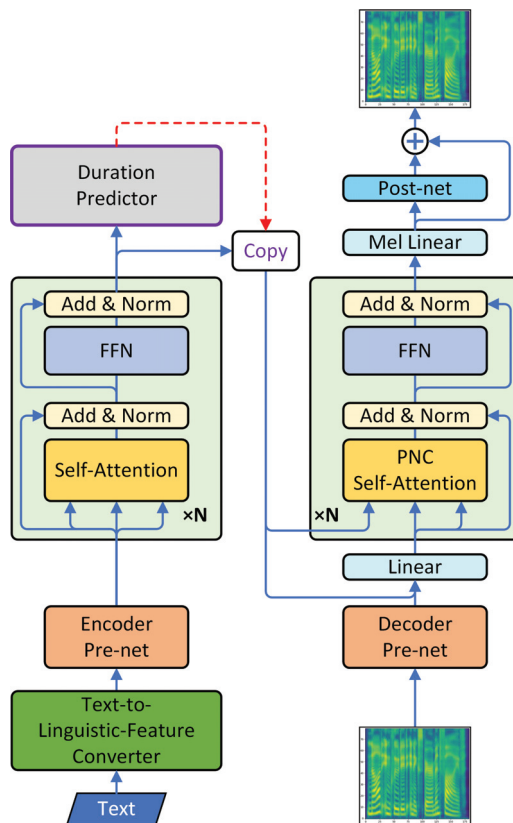 Duration
Predictor
Copy
Add & Norm
FFN
Add & Norm
Self-Attention
×N
Encoder
Pre-net
Text-to-
Linguistic-Feature
Converter
Text
Post-net
Mel Linear
Add & Norm
FFN
Add & Norm
PNC
Self-Attention
×N
Linear
Decoder
Pre-net